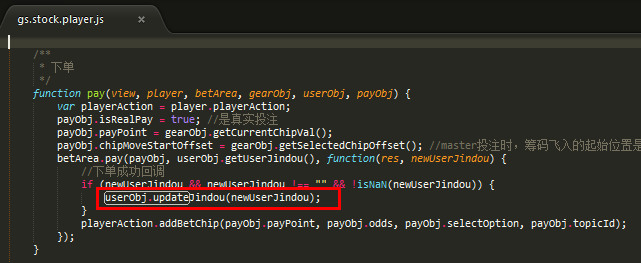 gs.stock.player.js ×
/**
* 下单
*/
function pay(view, player, betArea, gearObj, userObj, payObj) {
var playerAction = player.playerAction;
payObj.isRealPay = true; //是真实投注
payObj.payPoint = gearObj.getCurrentChipVal();
payObj.chipMoveStartOffset = gearObj.getSelectedChipOffset(); //master投注时，筹码飞入的起始位置是
betArea.pay(payObj, userObj.getUserJindou(), function(res, newUserJindou) {
//下单成功回调
if (newUserJindou && newUserJindou !== "" && !isNaN(newUserJindou)) {
userObj.updateJindou(newUserJindou);
}
playerAction.addBetChip(payObj.payPoint, payObj.odds, payObj.selectOption, payObj.topicId);
});
}